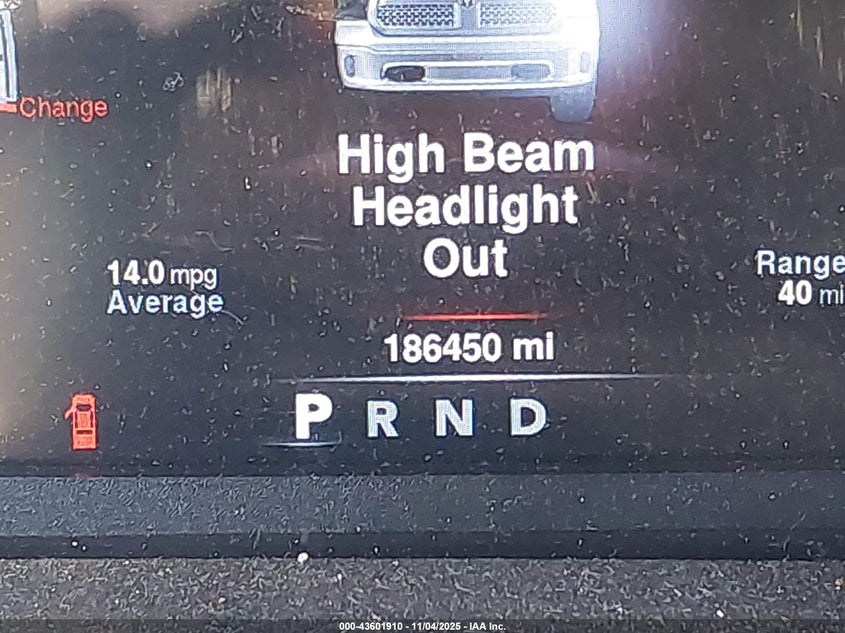 Change
High Beam
Headlight
Out
14.0 mpg
Average
Range
40 mi
186450 mi
P R N D
000-43601910 - 11/04/2025 - IAA Inc.